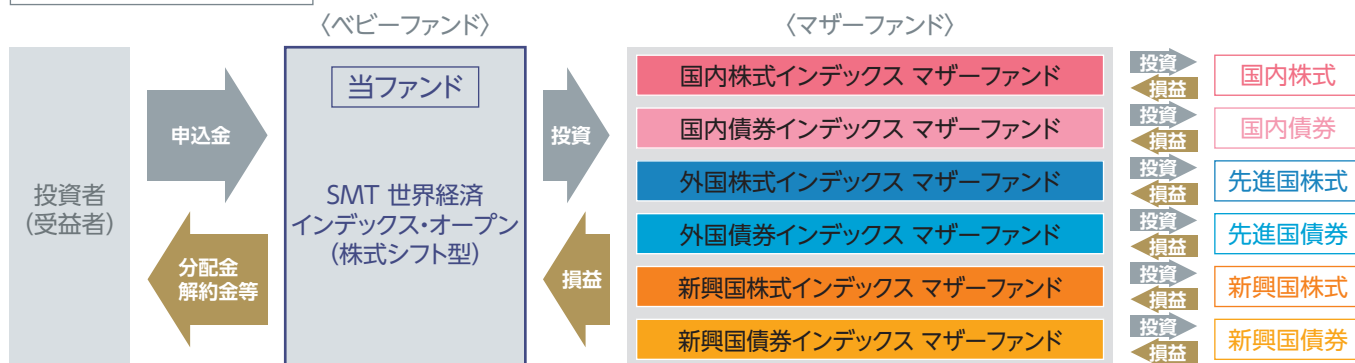 〈ベビーファンド〉
〈マザーファンド〉
投資者
(受益者)
申込金
分配金
解約金等
当ファンド
SMT 世界経済
インデックス・オープン
(株式シフト型)
投資
損益
国内株式インデックス マザーファンド
投資
損益
国内株式
国内債券インデックス マザーファンド
投資
損益
国内債券
外国株式インデックス マザーファンド
投資
損益
先進国株式
外国債券インデックス マザーファンド
投資
損益
先進国債券
新興国株式インデックス マザーファンド
投資
損益
新興国株式
新興国債券インデックス マザーファンド
投資
損益
新興国債券